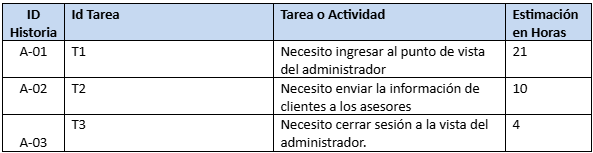 ID Historia Id Tarea Tarea o Actividad Estimación en Horas
A-01 T1 Necesito ingresar al punto de vista del administrador 21
A-02 T2 Necesito enviar la información de clientes a los asesores 10
A-03 T3 Necesito cerrar sesión a la vista del administrador. 4